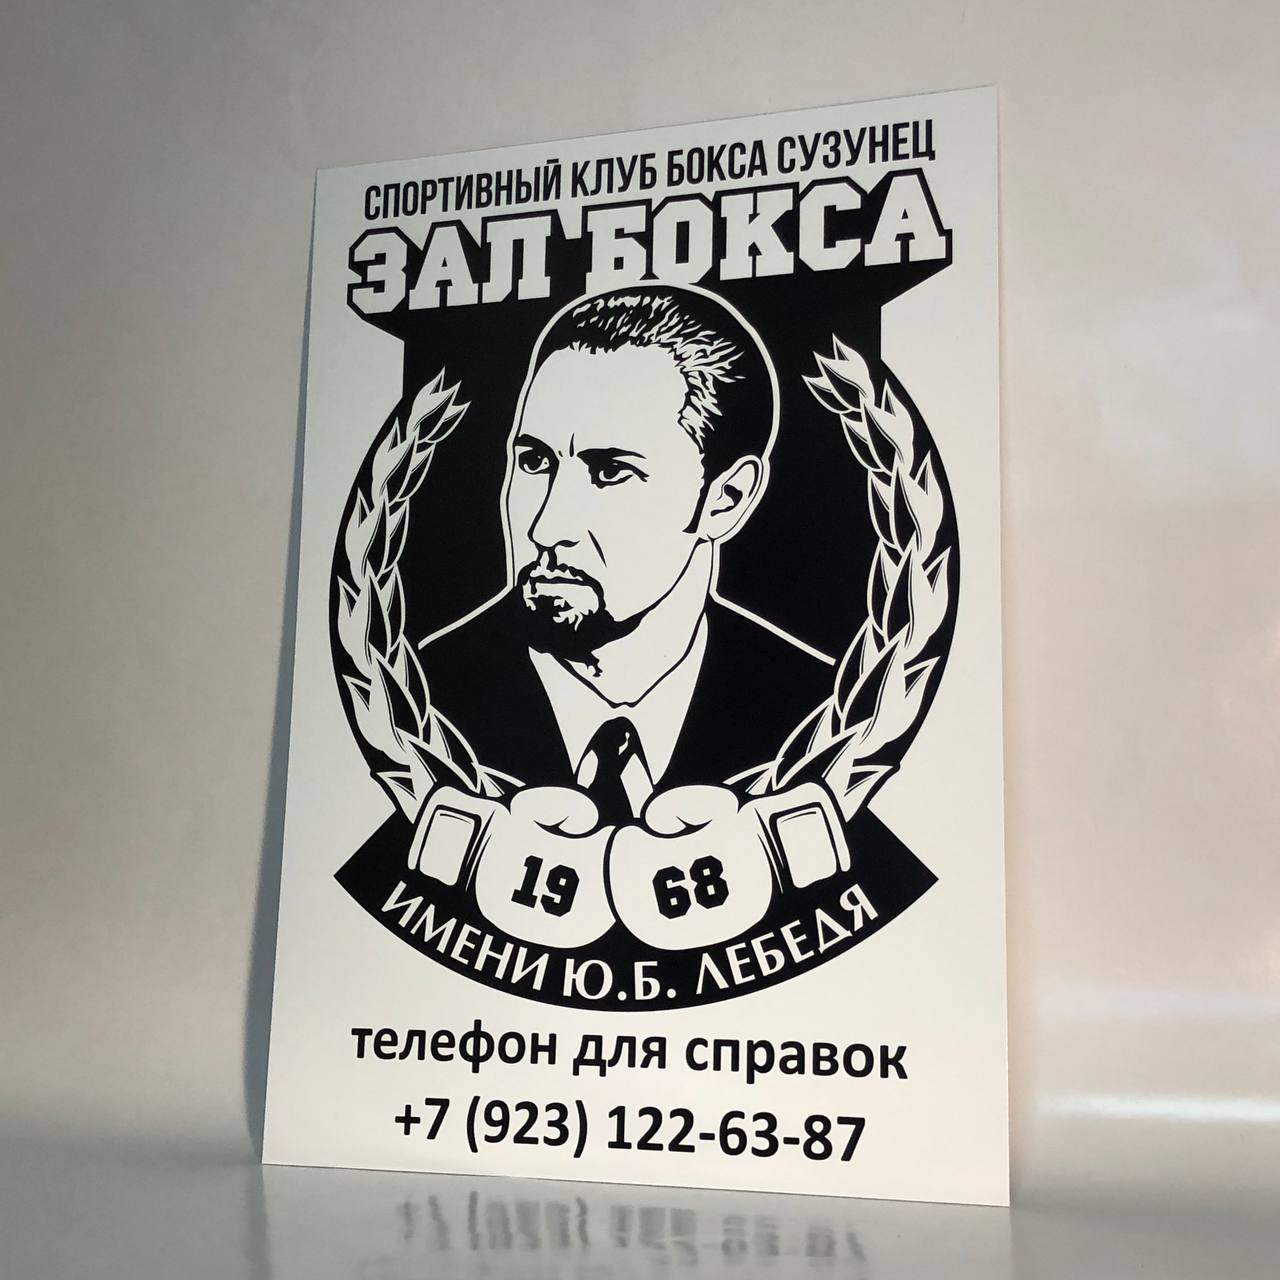 СПОРТИВНЫЙ КЛУБ БОКСА СУЗУНЕЦ
ЗАЛ БОКСА
19 68
ИМЕНИ Ю.Б. ЛЕБЕДЯ
телефон для справок
+7 (923) 122-63-87